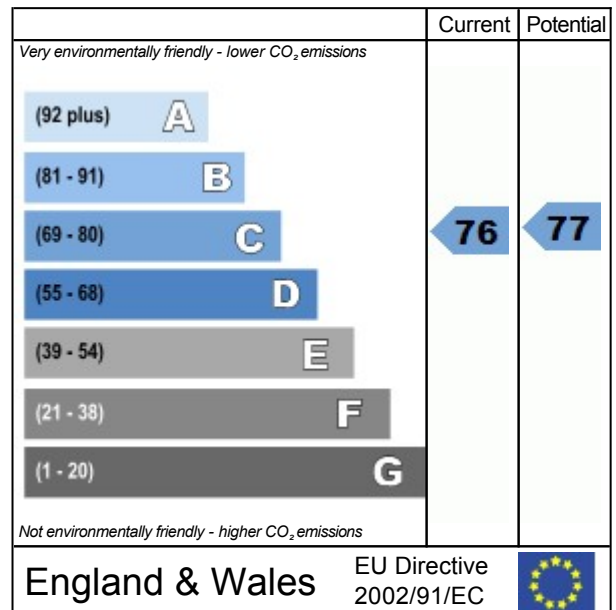 Current Potential
Very environmentally friendly - lower CO₂ emissions
(92 plus) A
(81 - 91) B
(69 - 80) C
76 77
(55 - 68) D
(39 - 54) E
(21 - 38) F
(1 - 20) G
Not environmentally friendly - higher CO₂ emissions
England & Wales
EU Directive
2002/91/EC